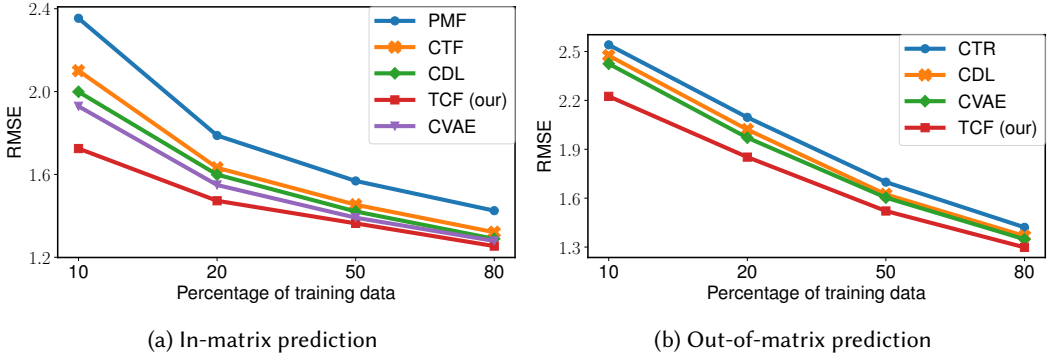 2.4
2.0
1.6
1.2
RMSE
10
20
50
80
Percentage of training data
PMF
CTF
CDL
TCF (our)
CVAE
(a) In-matrix prediction
2.5
2.2
1.9
1.6
1.3
RMSE
10
20
50
80
Percentage of training data
CTR
CDL
CVAE
TCF (our)
(b) Out-of-matrix prediction